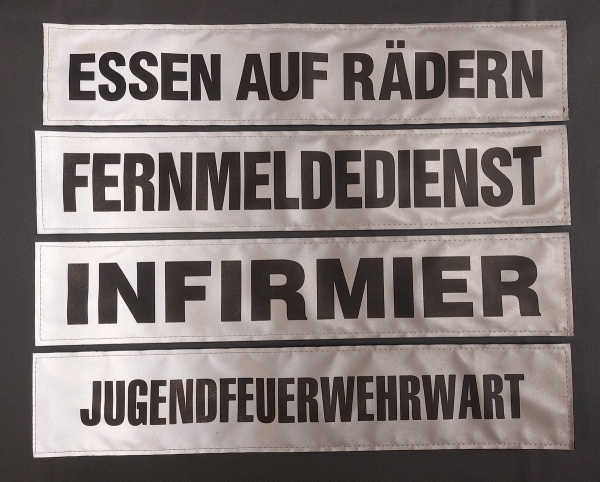 ESSEN AUF RÄDERN
FERNMELDEDIENST
INFIRMIER
JUGENDFEUERWEHRWART